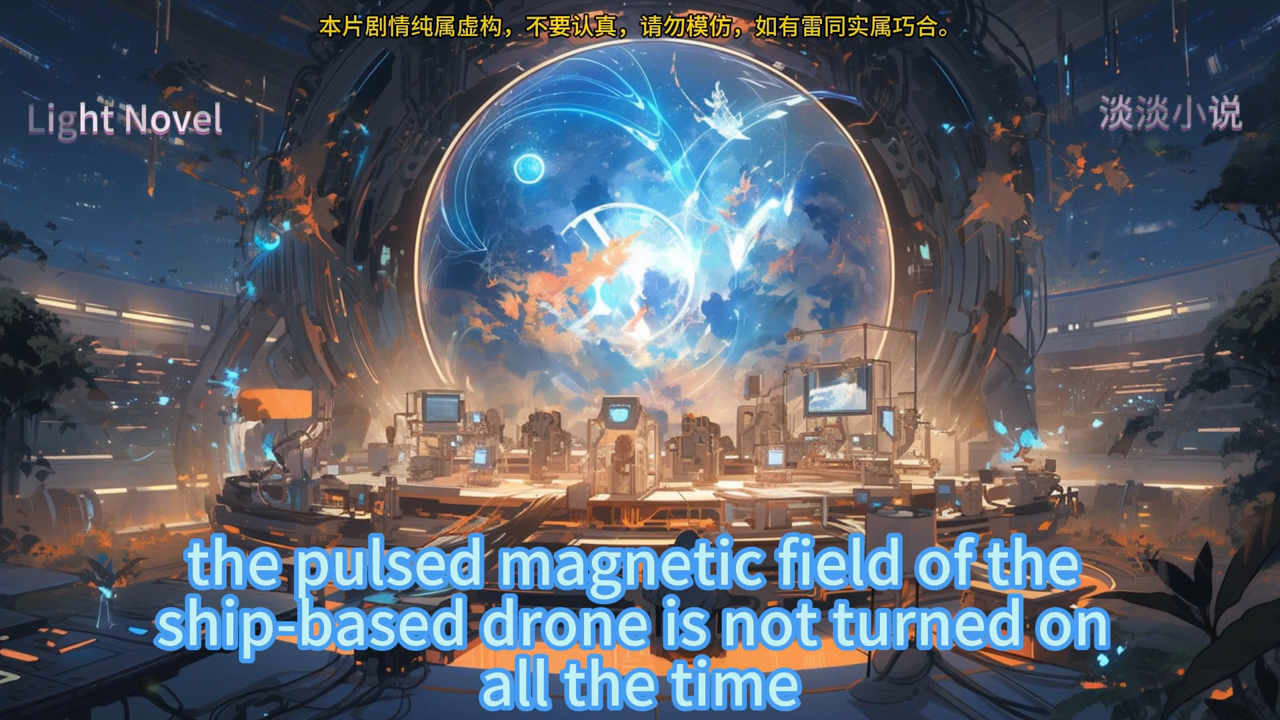 本片剧情纯属虚构，不要认真，请勿模仿，如有雷同实属巧合。
Light Novel
淡淡小说
the pulsed magnetic field of the
ship-based drone is not turned on
all the time